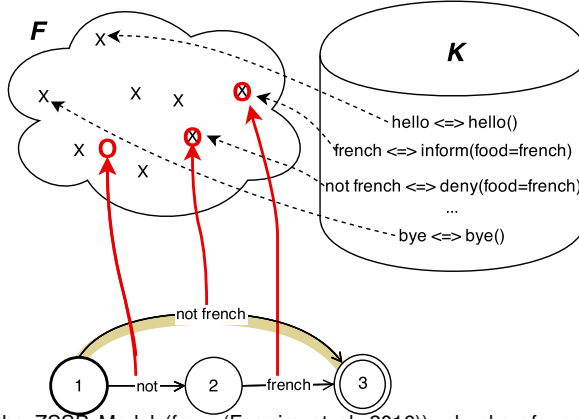 F
K
X
X
X
X
X
X
X
X
O
O
O
hello <=> hello()
french <=> inform(food=french)
not french <=> deny(food=french)
...
bye <=> bye()
not french
1
not
2
french
3